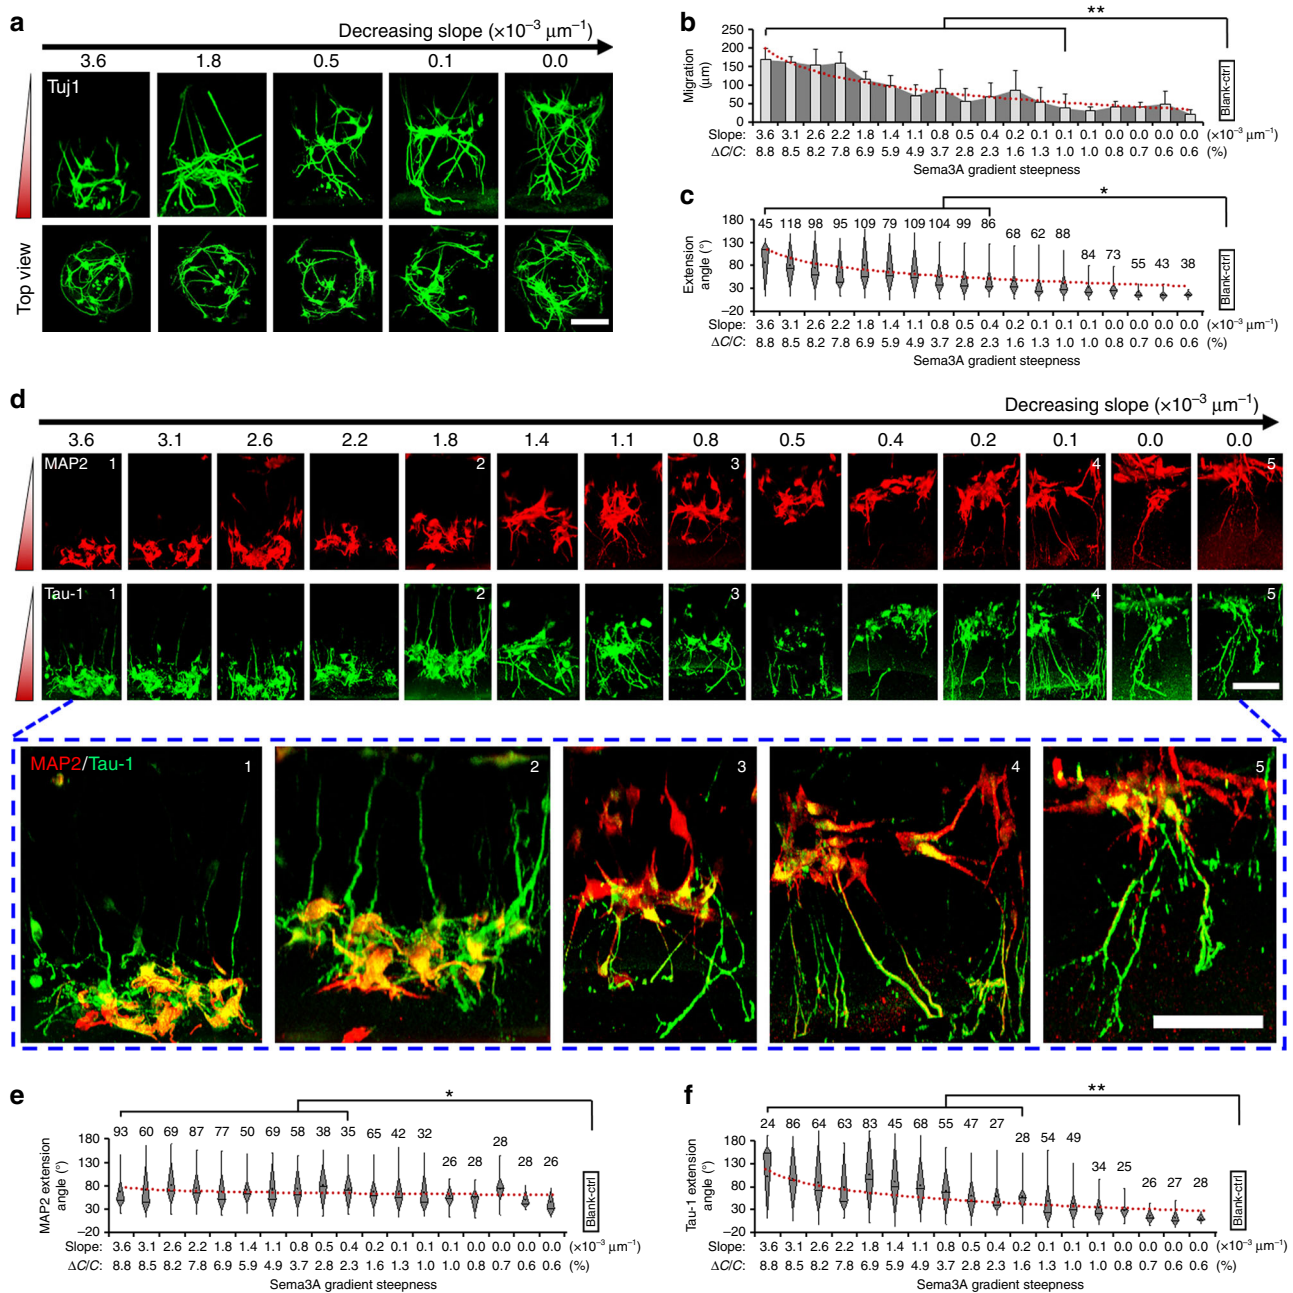 a
Decreasing slope (×10⁻³ µm⁻¹)
3.6 1.8 0.5 0.1 0.0
Tuj1
Top view
b
**
Migration (µm)
250
200
150
100
50
0
Blank-ctrl
Slope: 3.6 3.1 2.6 2.2 1.8 1.4 1.1 0.8 0.5 0.4 0.2 0.1 0.1 0.1 0.0 0.0 0.0 0.0 (×10⁻³ µm⁻¹)
ΔC/C: 8.8 8.5 8.2 7.8 6.9 5.9 4.9 3.7 2.8 2.3 1.6 1.3 1.0 1.0 0.8 0.7 0.6 0.6 (%)
Sema3A gradient steepness
c
*
Extension angle (°)
180
130
80
30
−20
45 118 98 95 109 79 109 104 99 86 68 62 88 84 73 55 43 38
Blank-ctrl
Slope: 3.6 3.1 2.6 2.2 1.8 1.4 1.1 0.8 0.5 0.4 0.2 0.1 0.1 0.1 0.0 0.0 0.0 0.0 (×10⁻³ µm⁻¹)
ΔC/C: 8.8 8.5 8.2 7.8 6.9 5.9 4.9 3.7 2.8 2.3 1.6 1.3 1.0 1.0 0.8 0.7 0.6 0.6 (%)
Sema3A gradient steepness
d
Decreasing slope (×10⁻³ µm⁻¹)
3.6 3.1 2.6 2.2 1.8 1.4 1.1 0.8 0.5 0.4 0.2 0.1 0.0 0.0
MAP2 1 2 3 4 5
Tau-1 1 2 3 4 5
MAP2/Tau-1 1 2 3 4 5
e
*
MAP2 extension angle (°)
180
130
80
30
−20
93 60 69 87 77 50 69 58 38 35 65 42 32 26 28 28 28 26
Blank-ctrl
Slope: 3.6 3.1 2.6 2.2 1.8 1.4 1.1 0.8 0.5 0.4 0.2 0.1 0.1 0.1 0.0 0.0 0.0 0.0 (×10⁻³ µm⁻¹)
ΔC/C: 8.8 8.5 8.2 7.8 6.9 5.9 4.9 3.7 2.8 2.3 1.6 1.3 1.0 1.0 0.8 0.7 0.6 0.6 (%)
Sema3A gradient steepness
f
**
Tau-1 extension angle (°)
180
130
80
30
−20
24 86 64 63 83 45 68 55 47 27 28 54 49 34 25 26 27 28
Blank-ctrl
Slope: 3.6 3.1 2.6 2.2 1.8 1.4 1.1 0.8 0.5 0.4 0.2 0.1 0.1 0.1 0.0 0.0 0.0 0.0 (×10⁻³ µm⁻¹)
ΔC/C: 8.8 8.5 8.2 7.8 6.9 5.9 4.9 3.7 2.8 2.3 1.6 1.3 1.0 1.0 0.8 0.7 0.6 0.6 (%)
Sema3A gradient steepness